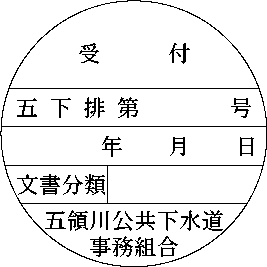 受付
五下排第　　　号
年　月　日
文書分類
五領川公共下水道
事務組合